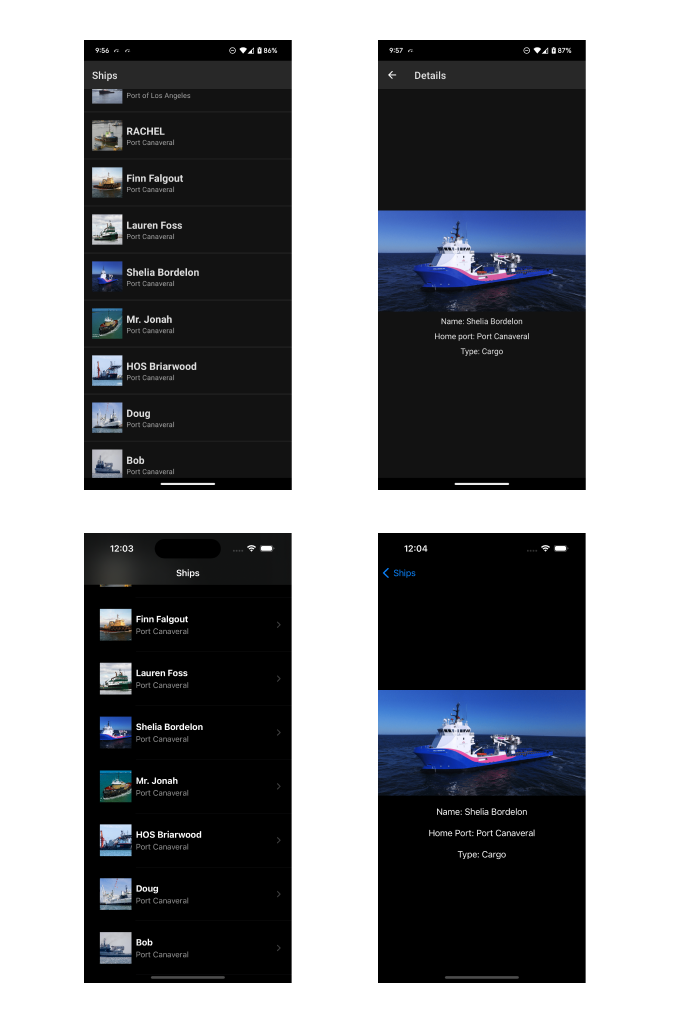 9:56 86%
Ships
Port of Los Angeles
RACHEL
Port Canaveral
Finn Falgout
Port Canaveral
Lauren Foss
Port Canaveral
Shelia Bordelon
Port Canaveral
Mr. Jonah
Port Canaveral
HOS Briarwood
Port Canaveral
Doug
Port Canaveral
Bob
Port Canaveral
9:57 87%
Details
Name: Shelia Bordelon
Home port: Port Canaveral
Type: Cargo
12:03
Ships
Finn Falgout
Port Canaveral
Lauren Foss
Port Canaveral
Shelia Bordelon
Port Canaveral
Mr. Jonah
Port Canaveral
HOS Briarwood
Port Canaveral
Doug
Port Canaveral
Bob
Port Canaveral
12:04
Ships
Name: Shelia Bordelon
Home Port: Port Canaveral
Type: Cargo